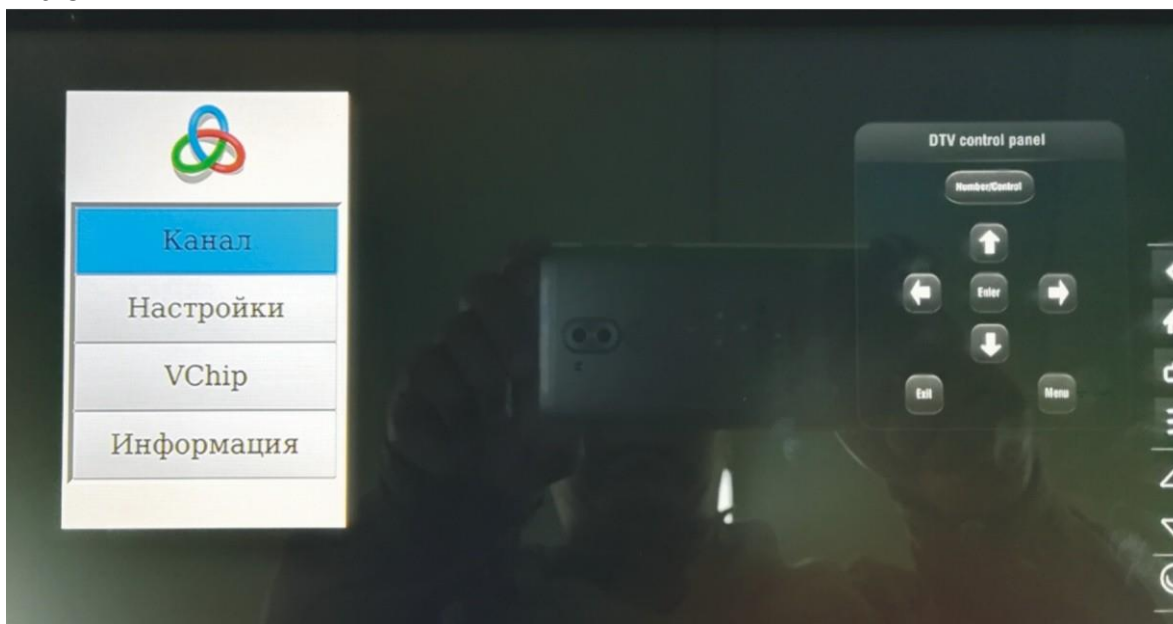 Канал
Настройки
VChip
Информация
DTV control panel
Number/Control
Enter
Exit
Menu